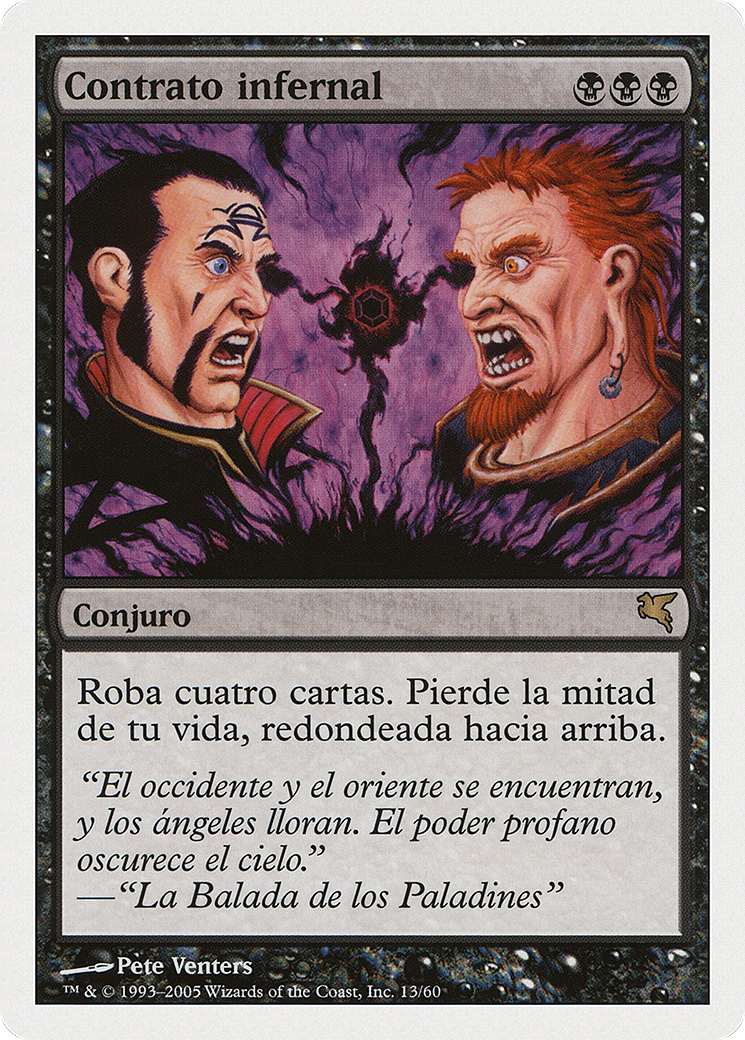 Contrato infernal
Conjuro
Roba cuatro cartas. Pierde la mitad
de tu vida, redondeada hacia arriba.
“El occidente y el oriente se encuentran,
y los ángeles lloran. El poder profano
oscurece el cielo.”
—“La Balada de los Paladines”
Pete Venters
™ & © 1993–2005 Wizards of the Coast, Inc. 13/60